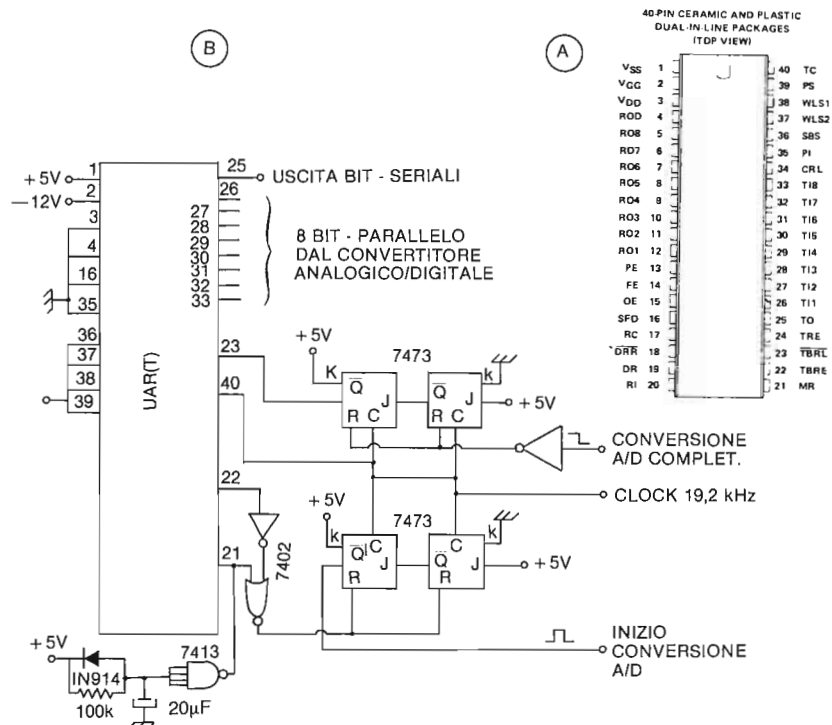 B
A
40-PIN CERAMIC AND PLASTIC
DUAL-IN-LINE PACKAGES
(TOP VIEW)
VSS 1
VGG 2
VDD 3
ROD 4
RO8 5
RD7 6
RO6 7
RO5 8
RO4 9
RO3 10
RO2 11
RO1 12
PE 13
FE 14
OE 15
SFD 16
RC 17
DRR 18
DR 19
RI 20
40 TC
39 PS
38 WLS1
37 WLS2
36 SBS
35 PI
34 CRL
33 TI8
32 TI7
31 TI6
30 TI5
29 TI4
28 TI3
27 TI2
26 TI1
25 TO
24 TRE
23 TBRL
22 TBRE
21 MR
+5V
-12V
1
2
3
4
16
35
36
37
38
39
UAR(T)
25
26
27
28
29
30
31
32
33
23
40
22
21
USCITA BIT - SERIALI
8 BIT - PARALLELO
DAL CONVERTITORE
ANALOGICO/DIGITALE
+5V
7473
K
Q
J
R C
k
Q
J
R C
+5V
CONVERSIONE
A/D COMPLET.
CLOCK 19,2 kHz
+5V
7473
k
Q C
J
R
k
C
Q
J
R
+5V
7402
INIZIO
CONVERSIONE
A/D
+5V
7413
IN914
100k
20µF